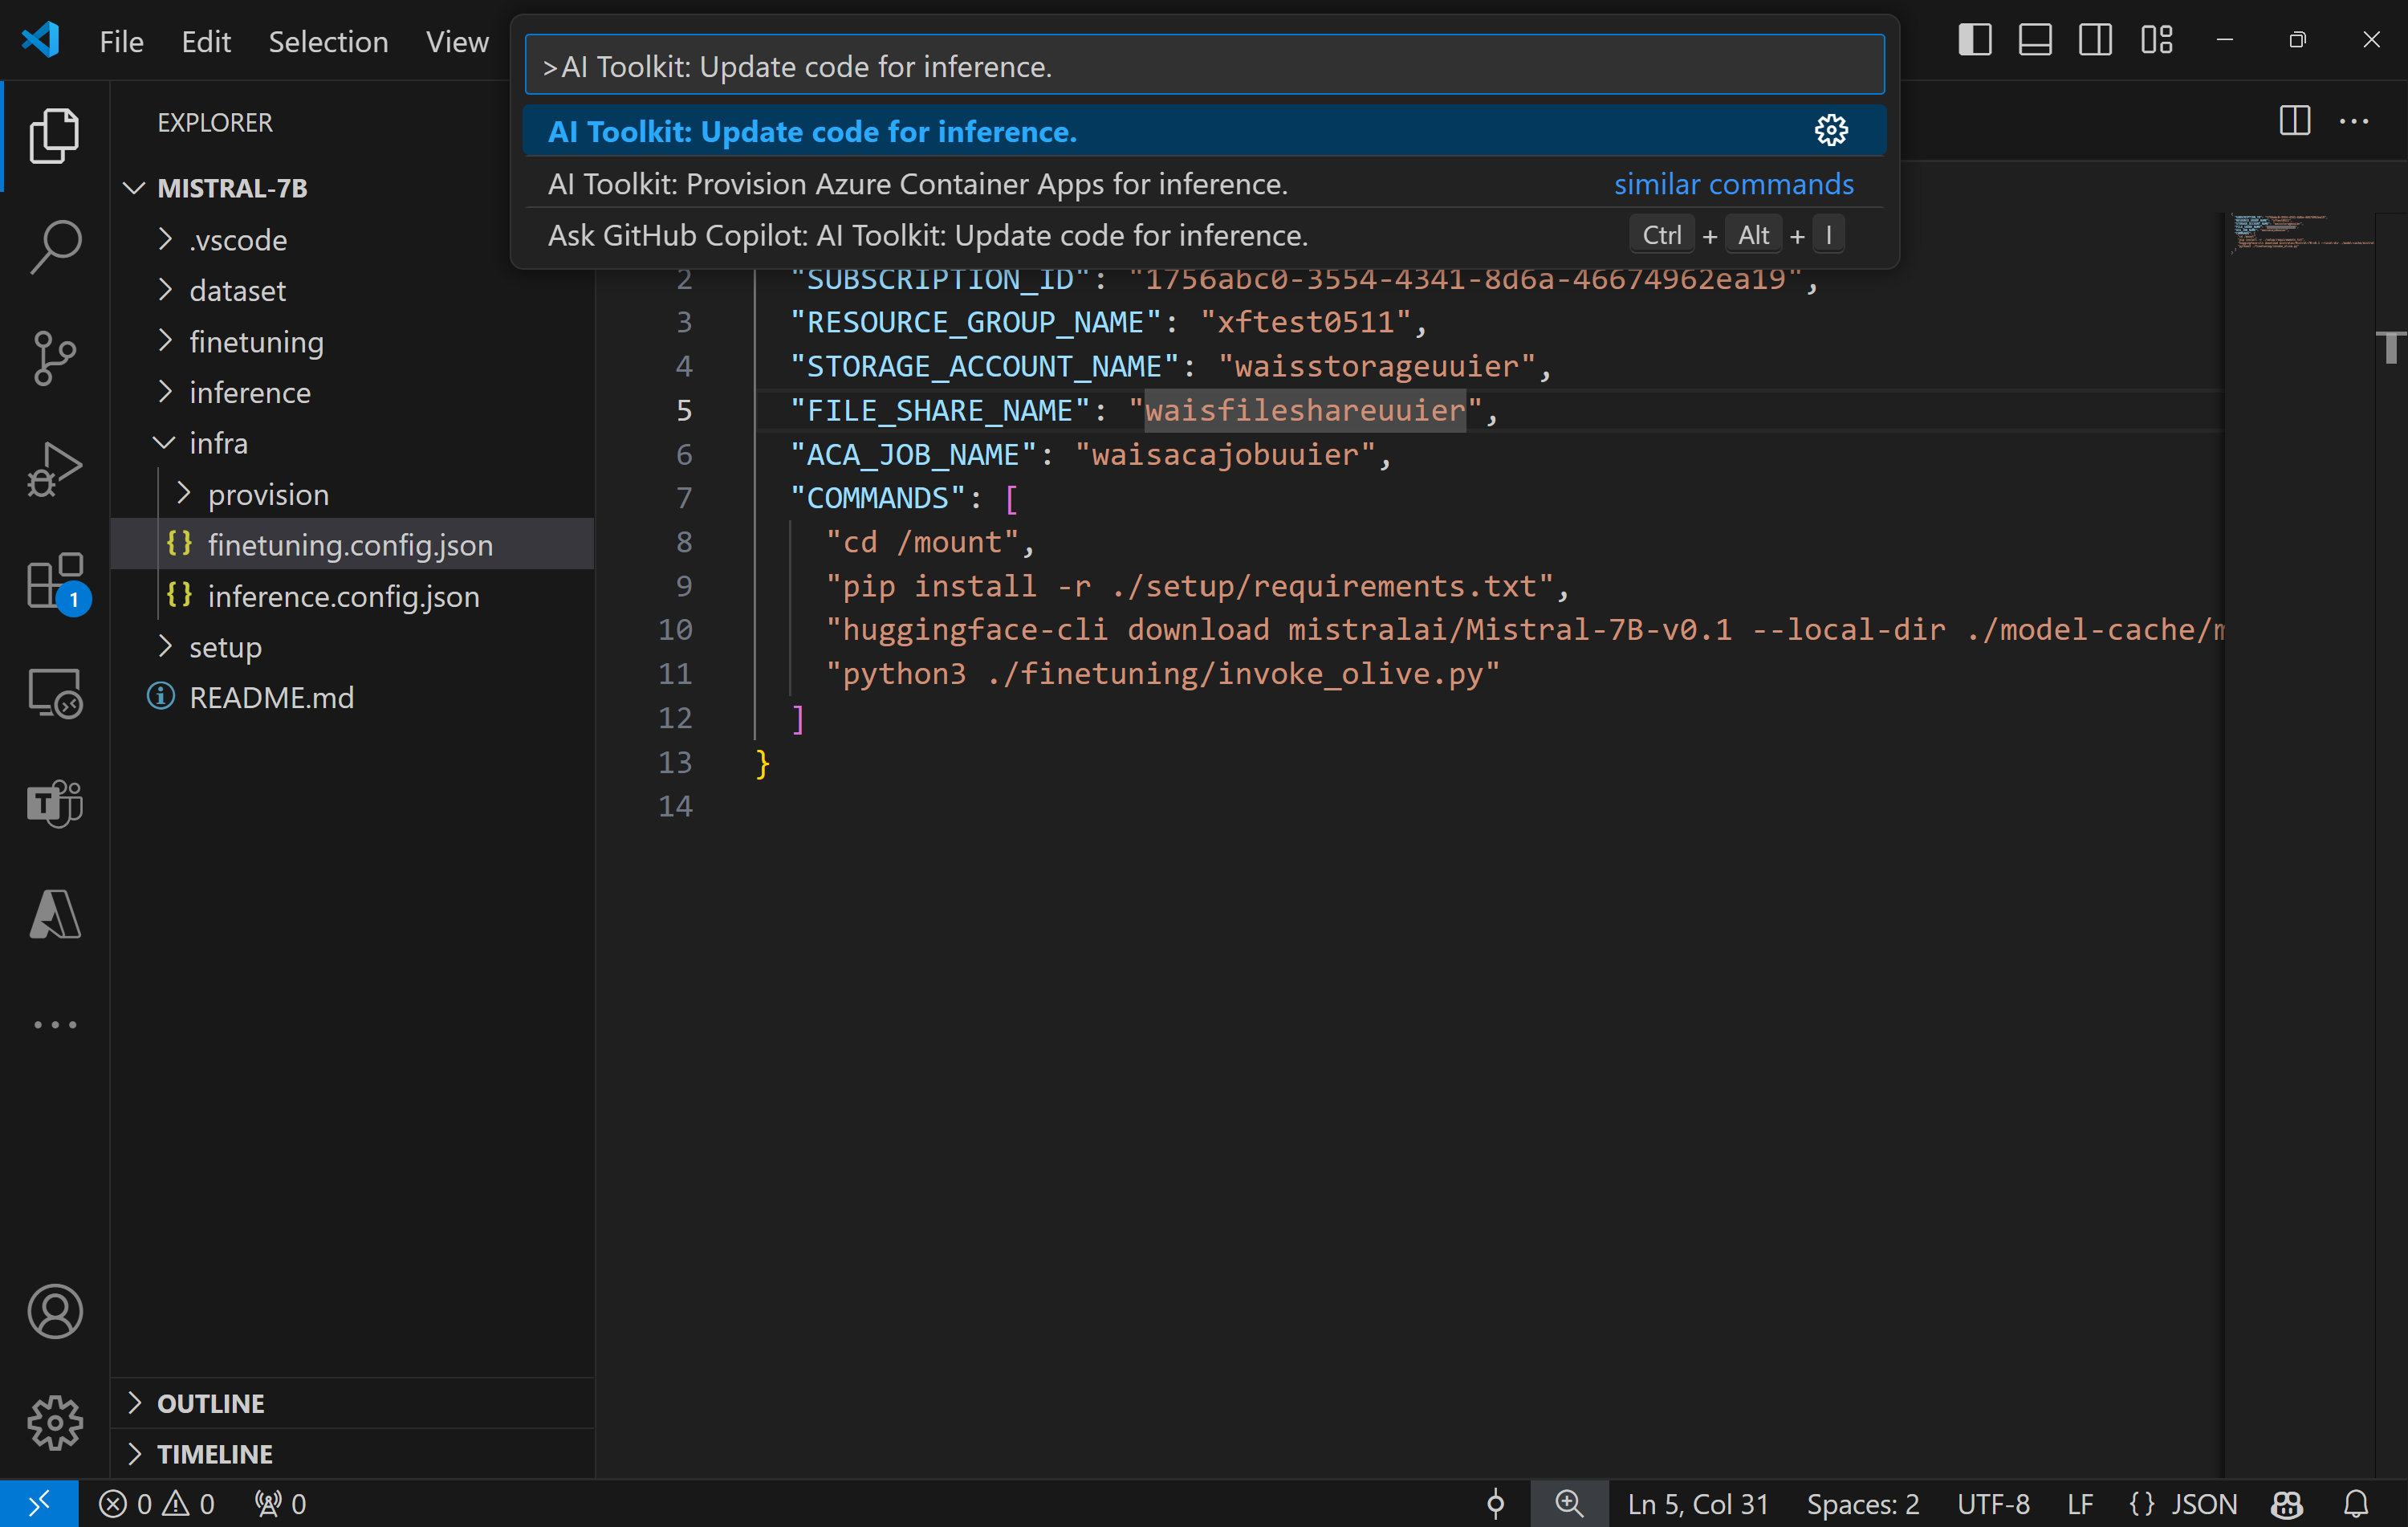 File Edit Selection View
>AI Toolkit: Update code for inference.
AI Toolkit: Update code for inference.
AI Toolkit: Provision Azure Container Apps for inference. similar commands
Ask GitHub Copilot: AI Toolkit: Update code for inference. Ctrl + Alt + I
EXPLORER
MISTRAL-7B
.vscode
dataset
finetuning
inference
infra
provision
{} finetuning.config.json
{} inference.config.json
setup
README.md
1
OUTLINE
TIMELINE
2 "SUBSCRIPTION_ID": "1756abc0-3554-4341-8d6a-46674962ea19",
3 "RESOURCE_GROUP_NAME": "xftest0511",
4 "STORAGE_ACCOUNT_NAME": "waisstorageuuier",
5 "FILE_SHARE_NAME": "waisfileshareuuier",
6 "ACA_JOB_NAME": "waisacajobuuier",
7 "COMMANDS": [
8 "cd /mount",
9 "pip install -r ./setup/requirements.txt",
10 "huggingface-cli download mistralai/Mistral-7B-v0.1 --local-dir ./model-cache/m
11 "python3 ./finetuning/invoke_olive.py"
12 ]
13 }
14
0 0 0 Ln 5, Col 31 Spaces: 2 UTF-8 LF {} JSON